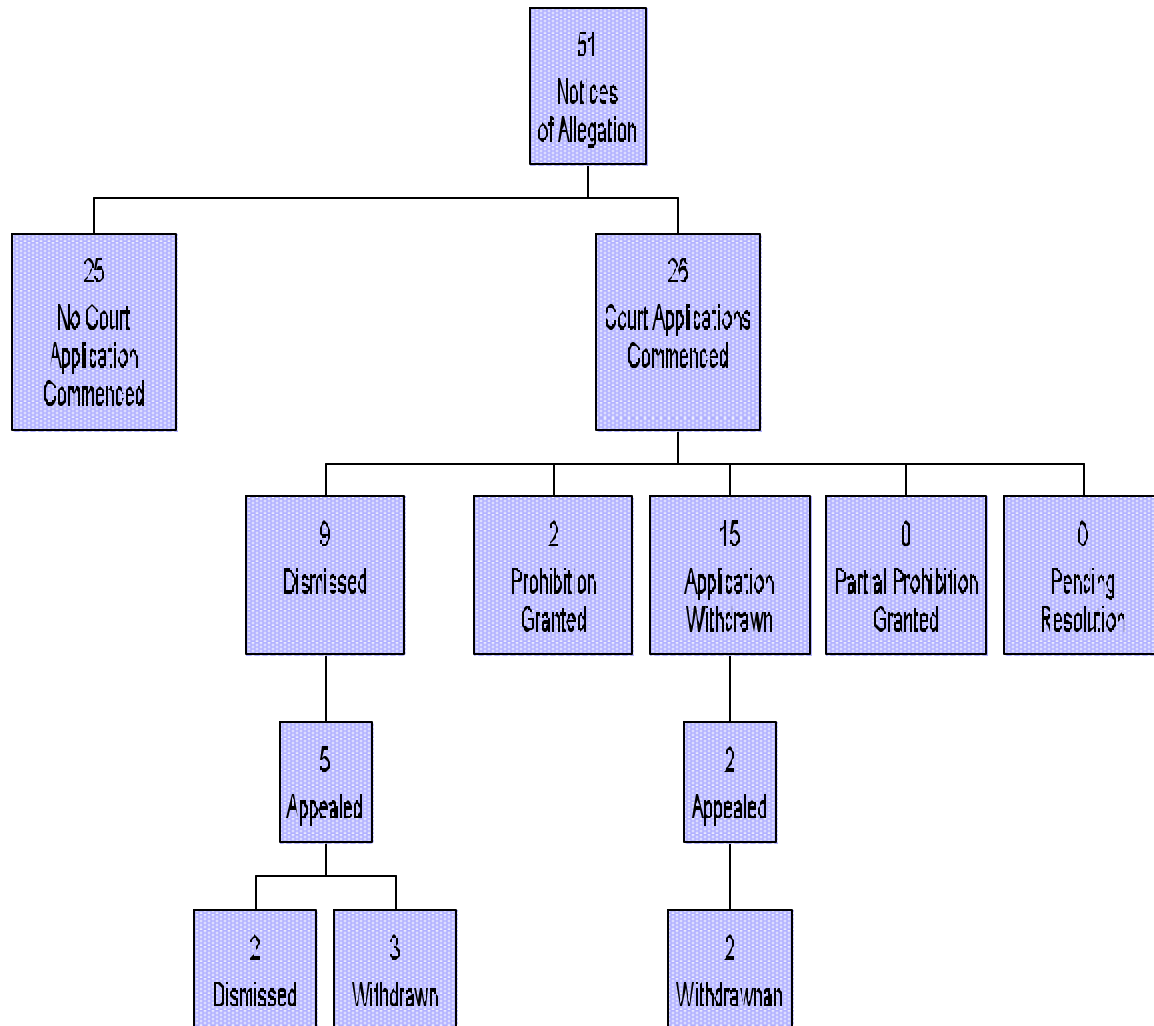 51
Notices
of Allegation
25
No Court
Application
Commenced
26
Court Applications
Commenced
9
Dismissed
2
Prohibition
Granted
15
Application
Withdrawn
0
Partial Prohibition
Granted
0
Pending
Resolution
5
Appealed
2
Appealed
2
Dismissed
3
Withdrawn
2
Withdrawnan